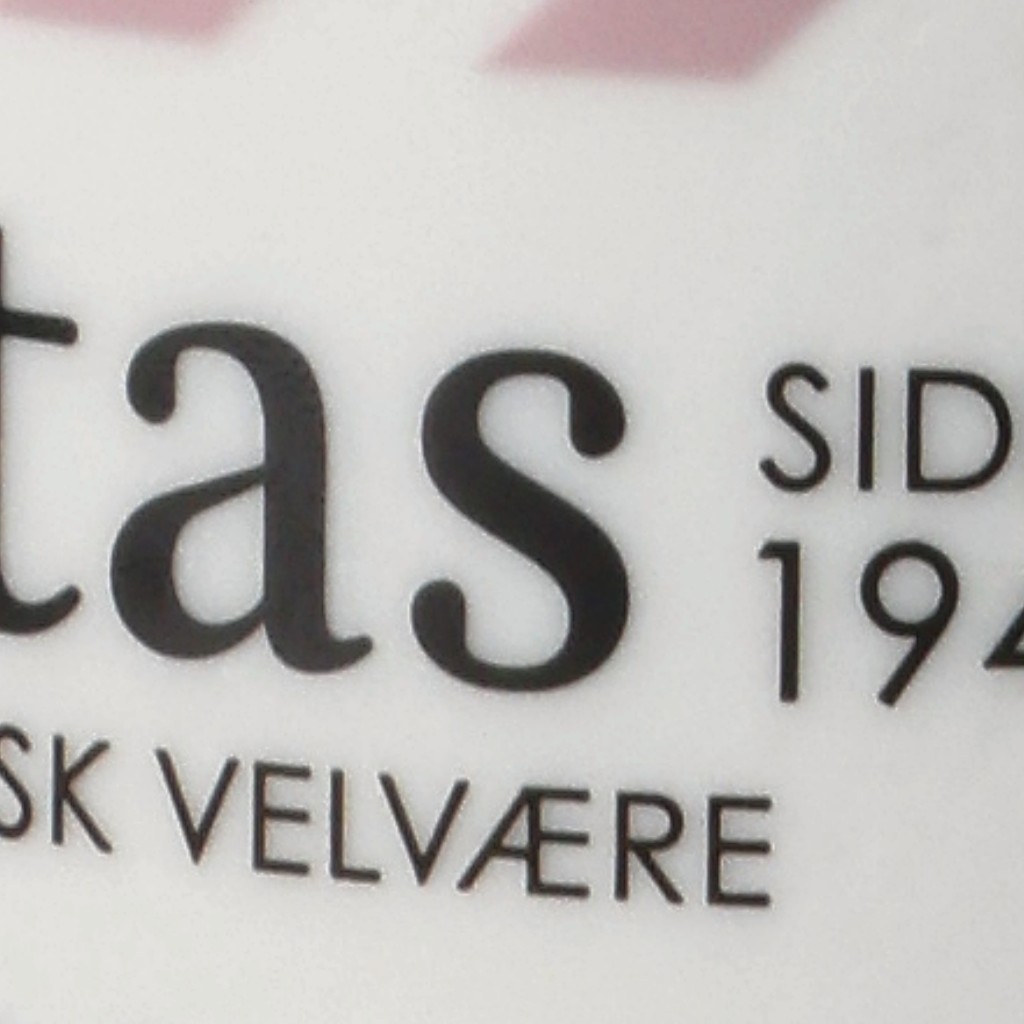 tas
SID
194
SK VELVÆRE